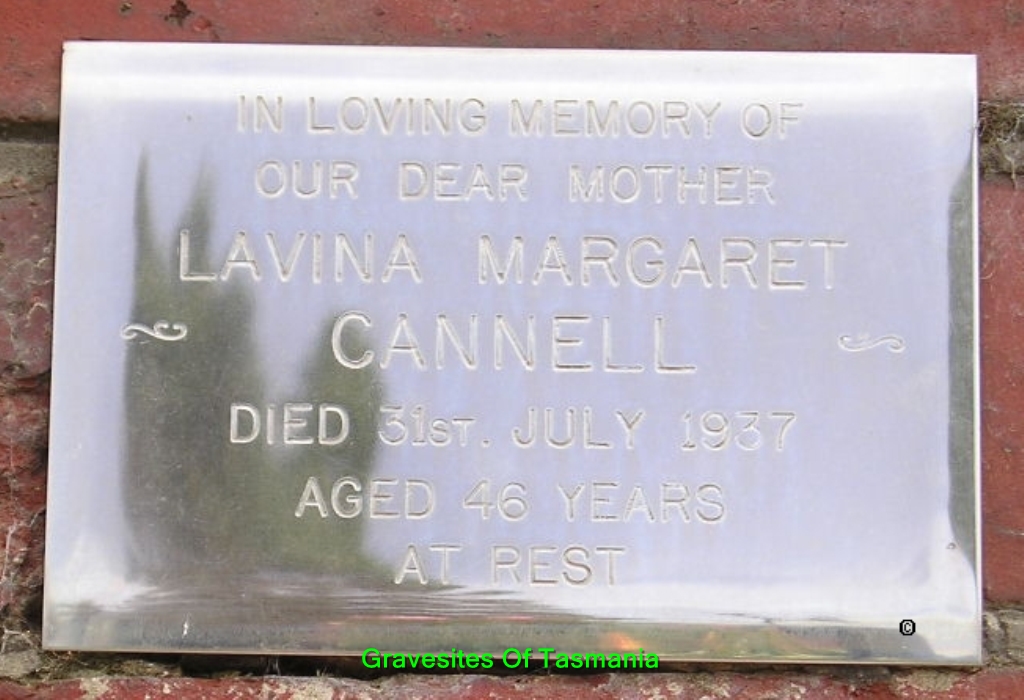 IN LOVING MEMORY OF
OUR DEAR MOTHER
LAVINA MARGARET
CANNELL
DIED 31ST. JULY 1937
AGED 46 YEARS
AT REST
©
Gravesites Of Tasmania